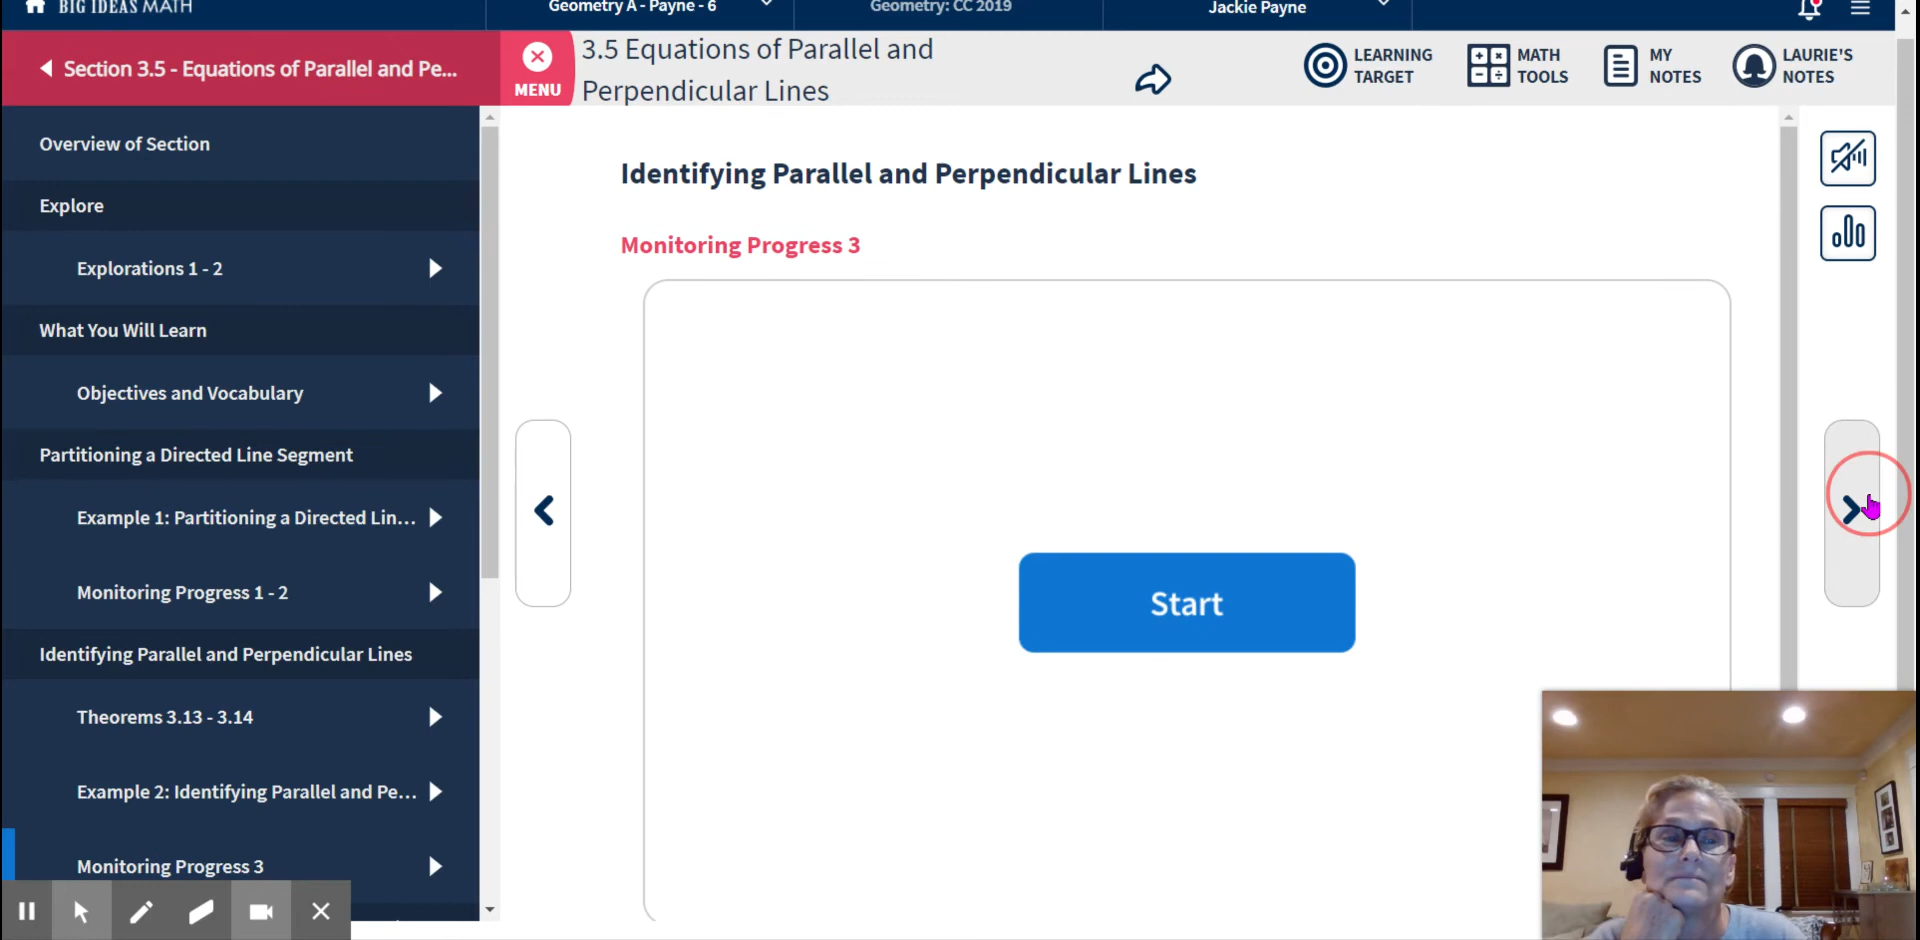 BIG IDEAS MATH
Geometry A - Payne - 6
Geometry: CC 2019
Jackie Payne
Section 3.5 - Equations of Parallel and Pe...
MENU
3.5 Equations of Parallel and
Perpendicular Lines
LEARNING
TARGET
MATH
TOOLS
MY
NOTES
LAURIE'S
NOTES
Overview of Section
Explore
Explorations 1 - 2
What You Will Learn
Objectives and Vocabulary
Partitioning a Directed Line Segment
Example 1: Partitioning a Directed Lin...
Monitoring Progress 1 - 2
Identifying Parallel and Perpendicular Lines
Theorems 3.13 - 3.14
Example 2: Identifying Parallel and Pe...
Monitoring Progress 3
Identifying Parallel and Perpendicular Lines
Monitoring Progress 3
Start